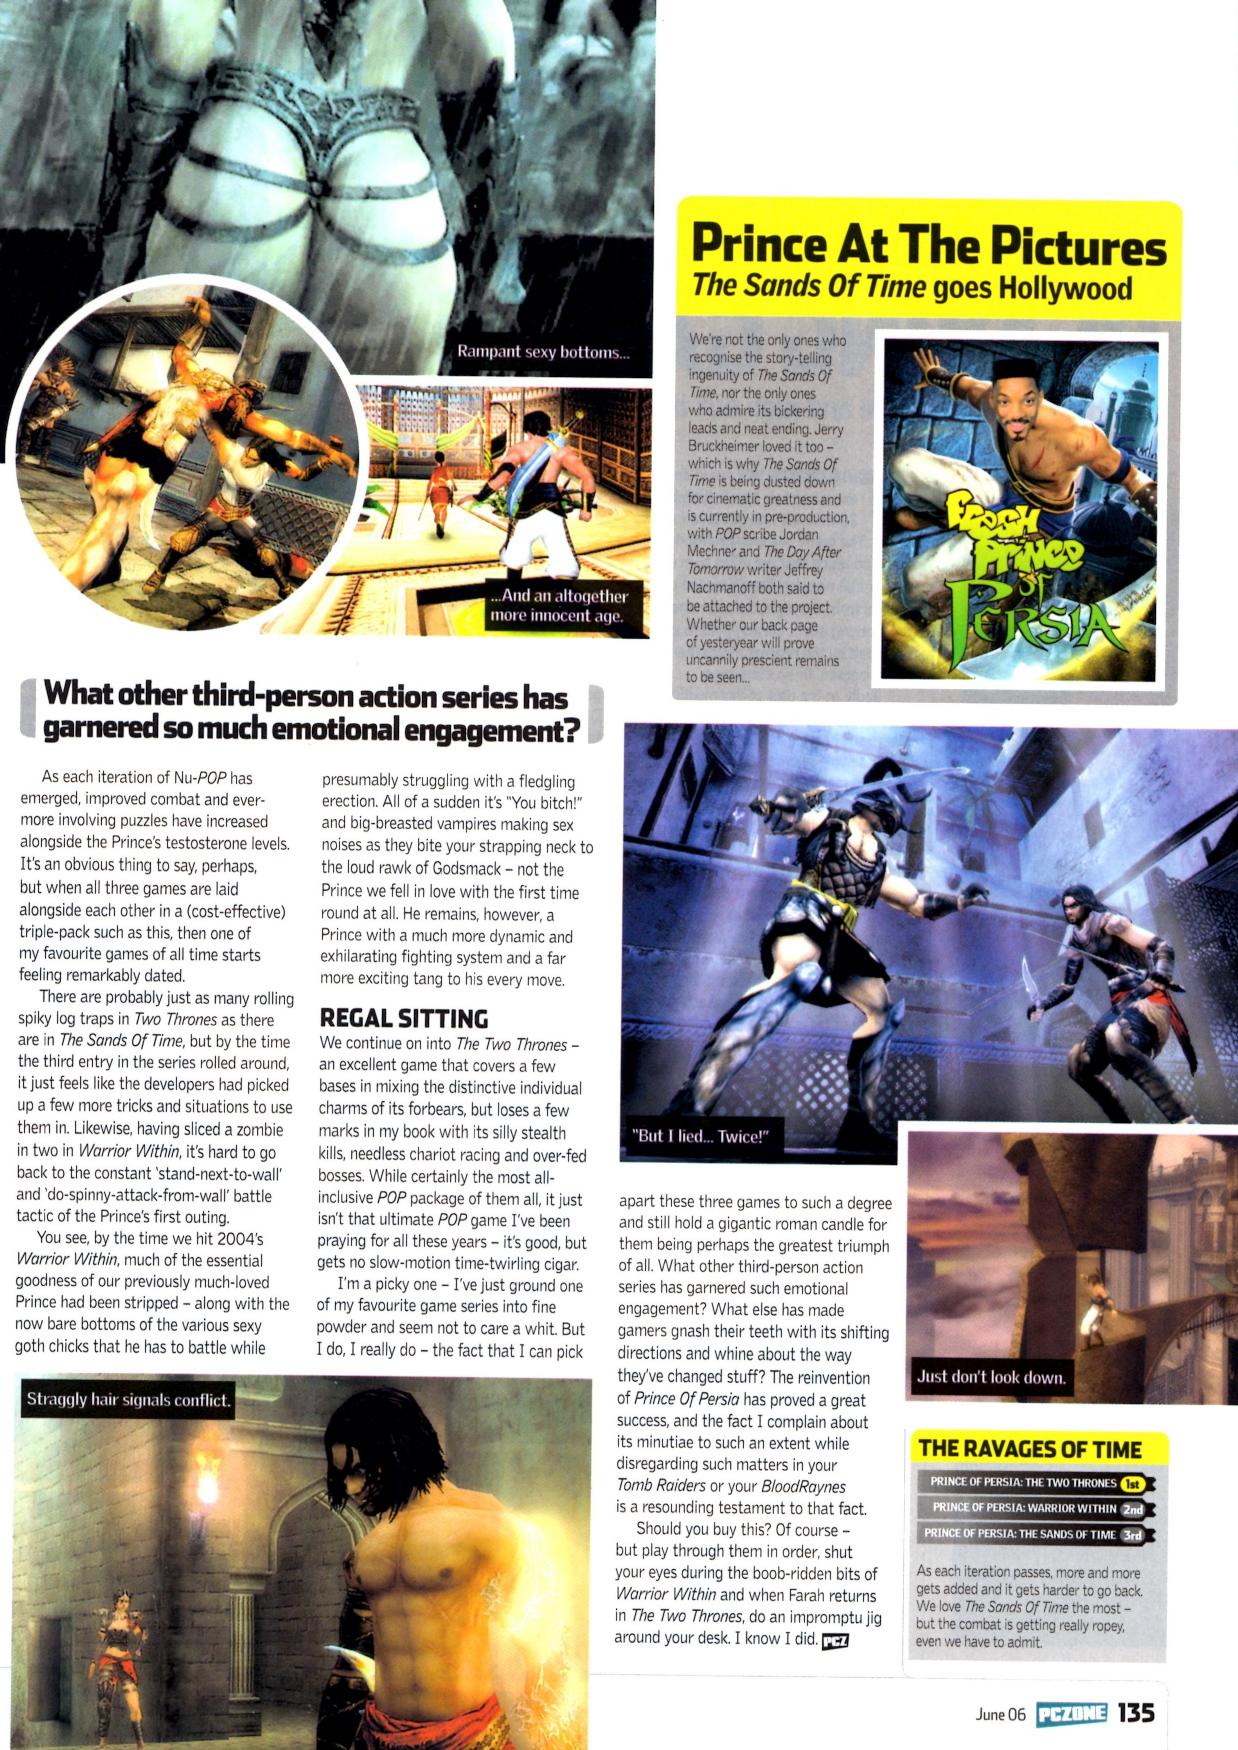 Rampant sexy bottoms...
...And an altogether
more innocent age.
Prince At The Pictures
The Sands Of Time goes Hollywood
We're not the only ones who
recognise the story-telling
ingenuity of The Sands Of
Time, nor the only ones
who admire its bickering
leads and neat ending. Jerry
Bruckheimer loved it too –
which is why The Sands Of
Time is being dusted down
for cinematic greatness and
is currently in pre-production,
with POP scribe Jordan
Mechner and The Day After
Tomorrow writer Jeffrey
Nachmanoff both said to
be attached to the project.
Whether our back page
of yesteryear will prove
uncannily prescient remains
to be seen...
Fresh
Prince
of
Persia
What other third-person action series has
garnered so much emotional engagement?
As each iteration of Nu-POP has
emerged, improved combat and ever-
more involving puzzles have increased
alongside the Prince's testosterone levels.
It's an obvious thing to say, perhaps,
but when all three games are laid
alongside each other in a (cost-effective)
triple-pack such as this, then one of
my favourite games of all time starts
feeling remarkably dated.
There are probably just as many rolling
spiky log traps in Two Thrones as there
are in The Sands Of Time, but by the time
the third entry in the series rolled around,
it just feels like the developers had picked
up a few more tricks and situations to use
them in. Likewise, having sliced a zombie
in two in Warrior Within, it's hard to go
back to the constant 'stand-next-to-wall'
and 'do-spinny-attack-from-wall' battle
tactic of the Prince's first outing.
You see, by the time we hit 2004's
Warrior Within, much of the essential
goodness of our previously much-loved
Prince had been stripped – along with the
now bare bottoms of the various sexy
goth chicks that he has to battle while
presumably struggling with a fledgling
erection. All of a sudden it's "You bitch!"
and big-breasted vampires making sex
noises as they bite your strapping neck to
the loud rawk of Godsmack – not the
Prince we fell in love with the first time
round at all. He remains, however, a
Prince with a much more dynamic and
exhilarating fighting system and a far
more exciting tang to his every move.
REGAL SITTING
We continue on into The Two Thrones –
an excellent game that covers a few
bases in mixing the distinctive individual
charms of its forbears, but loses a few
marks in my book with its silly stealth
kills, needless chariot racing and over-fed
bosses. While certainly the most all-
inclusive POP package of them all, it just
isn't that ultimate POP game I've been
praying for all these years – it's good, but
gets no slow-motion time-twirling cigar.
I'm a picky one – I've just ground one
of my favourite game series into fine
powder and seem not to care a whit. But
I do, I really do – the fact that I can pick
"But I lied... Twice!"
apart these three games to such a degree
and still hold a gigantic roman candle for
them being perhaps the greatest triumph
of all. What other third-person action
series has garnered such emotional
engagement? What else has made
gamers gnash their teeth with its shifting
directions and whine about the way
they've changed stuff? The reinvention
of Prince Of Persia has proved a great
success, and the fact I complain about
its minutiae to such an extent while
disregarding such matters in your
Tomb Raiders or your BloodRaynes
is a resounding testament to that fact.
Should you buy this? Of course –
but play through them in order, shut
your eyes during the boob-ridden bits of
Warrior Within and when Farah returns
in The Two Thrones, do an impromptu jig
around your desk. I know I did. PCZ
Just don't look down.
Straggly hair signals conflict.
THE RAVAGES OF TIME
PRINCE OF PERSIA: THE TWO THRONES 1st
PRINCE OF PERSIA: WARRIOR WITHIN 2nd
PRINCE OF PERSIA: THE SANDS OF TIME 3rd
As each iteration passes, more and more
gets added and it gets harder to go back.
We love The Sands Of Time the most –
but the combat is getting really ropey,
even we have to admit.
June 06 PCZONE 135